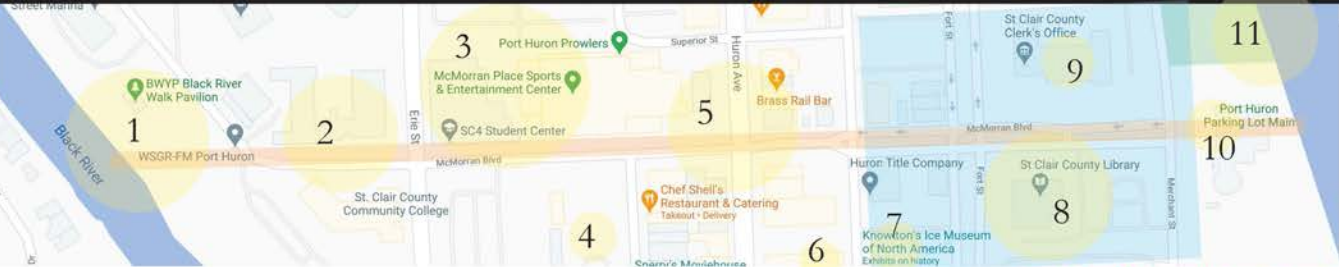 Street Marina
BWYP Black River
Walk Pavilion
1
Black River
WSGR-FM Port Huron
2
Erie St
St. Clair County
Community College
3
Port Huron Prowlers
McMorran Place Sports
& Entertainment Center
SC4 Student Center
McMorran Blvd
4
Superior St
Huron Ave
5
Brass Rail Bar
Chef Shell's
Restaurant & Catering
Takeout • Delivery
Sperry's Moviehouse
6
Fort St
St Clair County
Clerk's Office
9
McMorran Blvd
Huron Title Company
7
Knowlton's Ice Museum
of North America
Exhibits on history
Fort St
St Clair County Library
8
Merchant St
11
Port Huron
Parking Lot Main
10